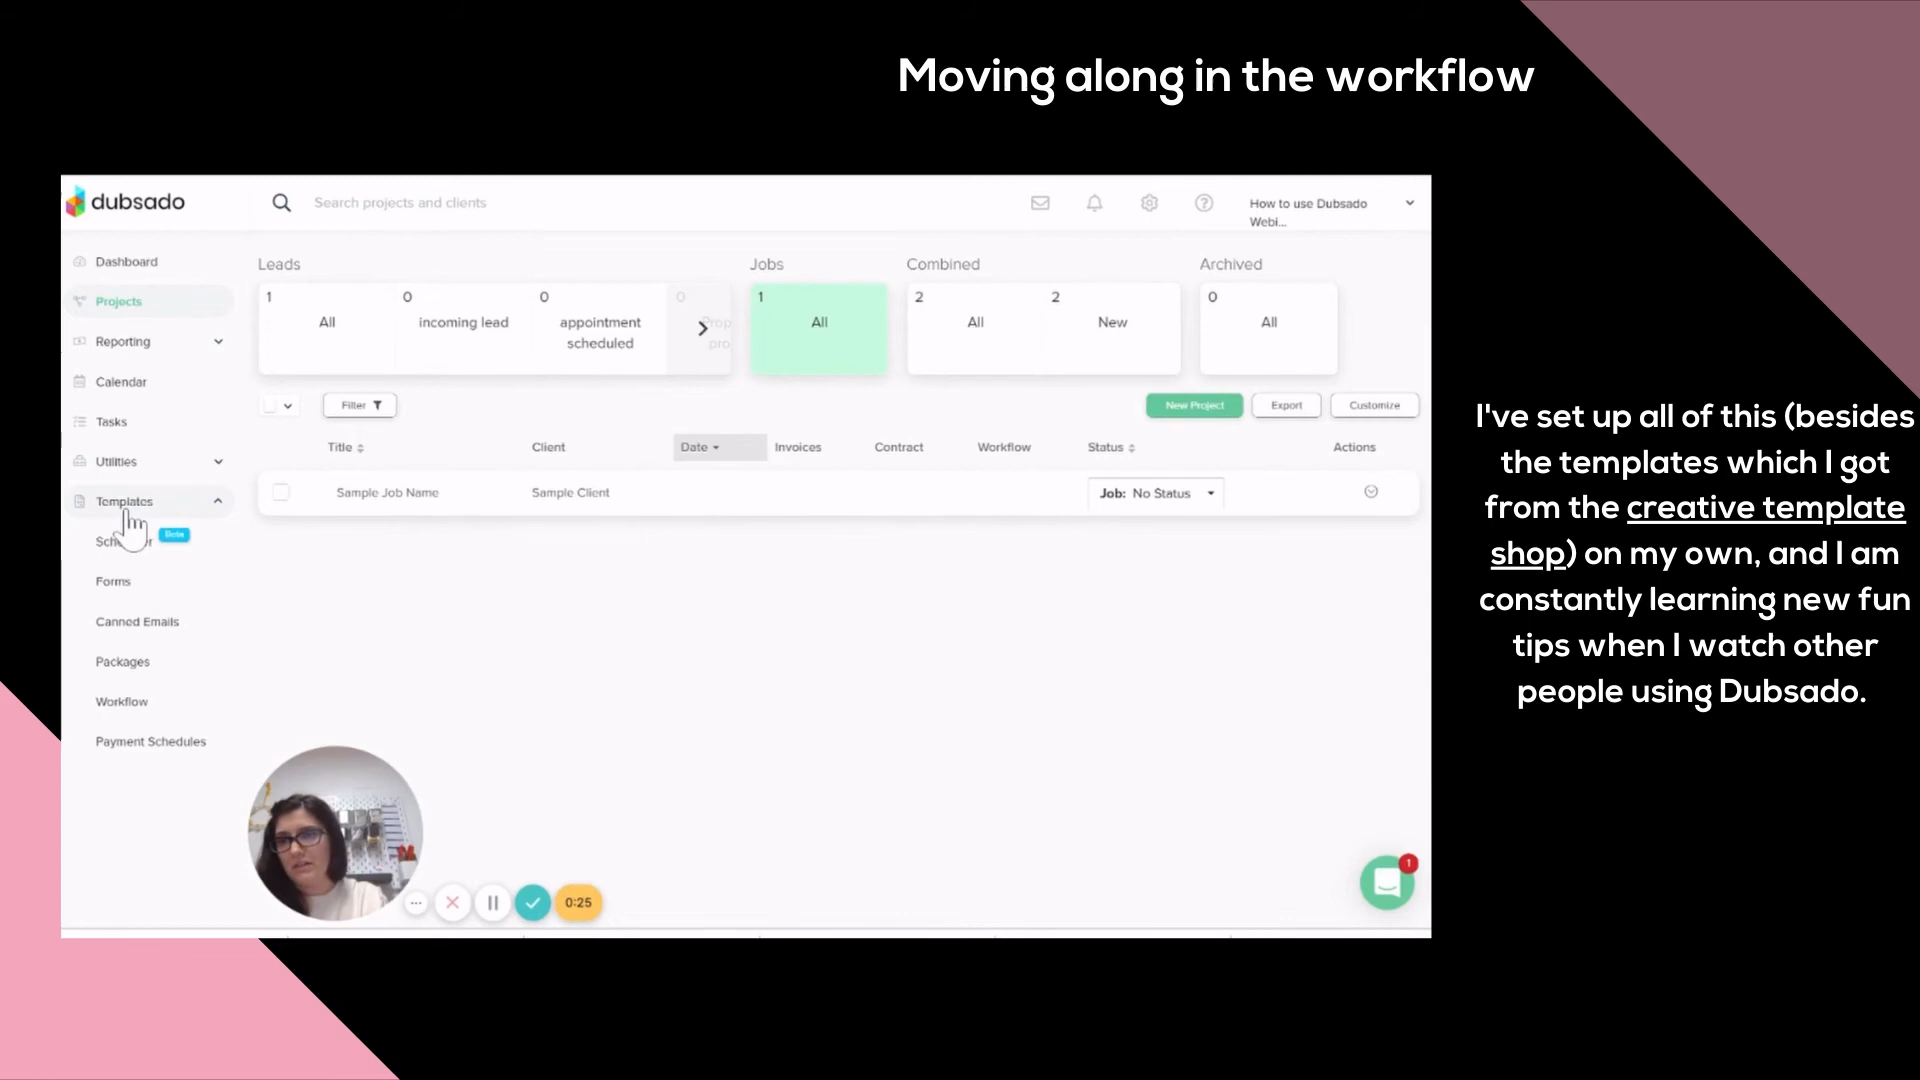 Moving along in the workflow
dubsado
Search projects and clients
How to use Dubsado
Webi...
Dashboard
Projects
Reporting
Calendar
Tasks
Utilities
Templates
Beta
Forms
Canned Emails
Packages
Workflow
Payment Schedules
Leads
Jobs
Combined
Archived
1
0
0
0
1
2
2
0
All
incoming lead
appointment
scheduled
All
All
New
All
Filter
New Project
Export
Customize
Title
Client
Date
Invoices
Contract
Workflow
Status
Actions
Sample Job Name
Sample Client
Job: No Status
0:25
1
I've set up all of this (besides
the templates which I got
from the creative template
shop) on my own, and I am
constantly learning new fun
tips when I watch other
people using Dubsado.